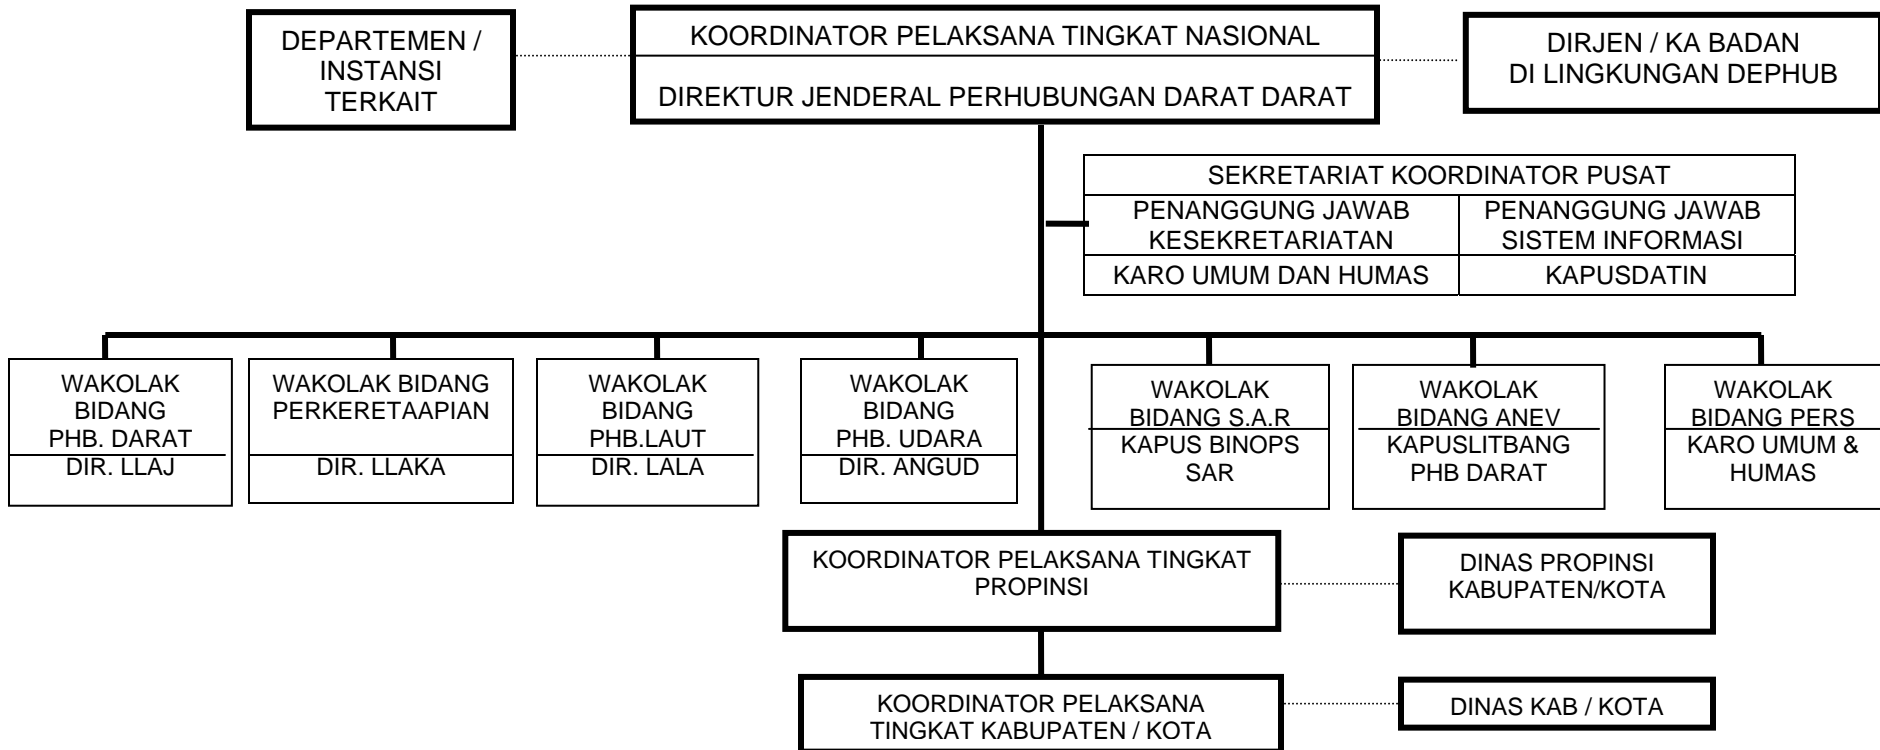 DEPARTEMEN /
INSTANSI
TERKAIT
KOORDINATOR PELAKSANA TINGKAT NASIONAL
DIREKTUR JENDERAL PERHUBUNGAN DARAT DARAT
DIRJEN / KA BADAN
DI LINGKUNGAN DEPHUB
SEKRETARIAT KOORDINATOR PUSAT
PENANGGUNG JAWAB
KESEKRETARIATAN
PENANGGUNG JAWAB
SISTEM INFORMASI
KARO UMUM DAN HUMAS
KAPUSDATIN
WAKOLAK
BIDANG
PHB. DARAT
DIR. LLAJ
WAKOLAK BIDANG
PERKERETAAPIAN
DIR. LLAKA
WAKOLAK
BIDANG
PHB.LAUT
DIR. LALA
WAKOLAK
BIDANG
PHB. UDARA
DIR. ANGUD
WAKOLAK
BIDANG S.A.R
KAPUS BINOPS
SAR
WAKOLAK
BIDANG ANEV
KAPUSLITBANG
PHB DARAT
WAKOLAK
BIDANG PERS
KARO UMUM &
HUMAS
KOORDINATOR PELAKSANA TINGKAT
PROPINSI
DINAS PROPINSI
KABUPATEN/KOTA
KOORDINATOR PELAKSANA
TINGKAT KABUPATEN / KOTA
DINAS KAB / KOTA